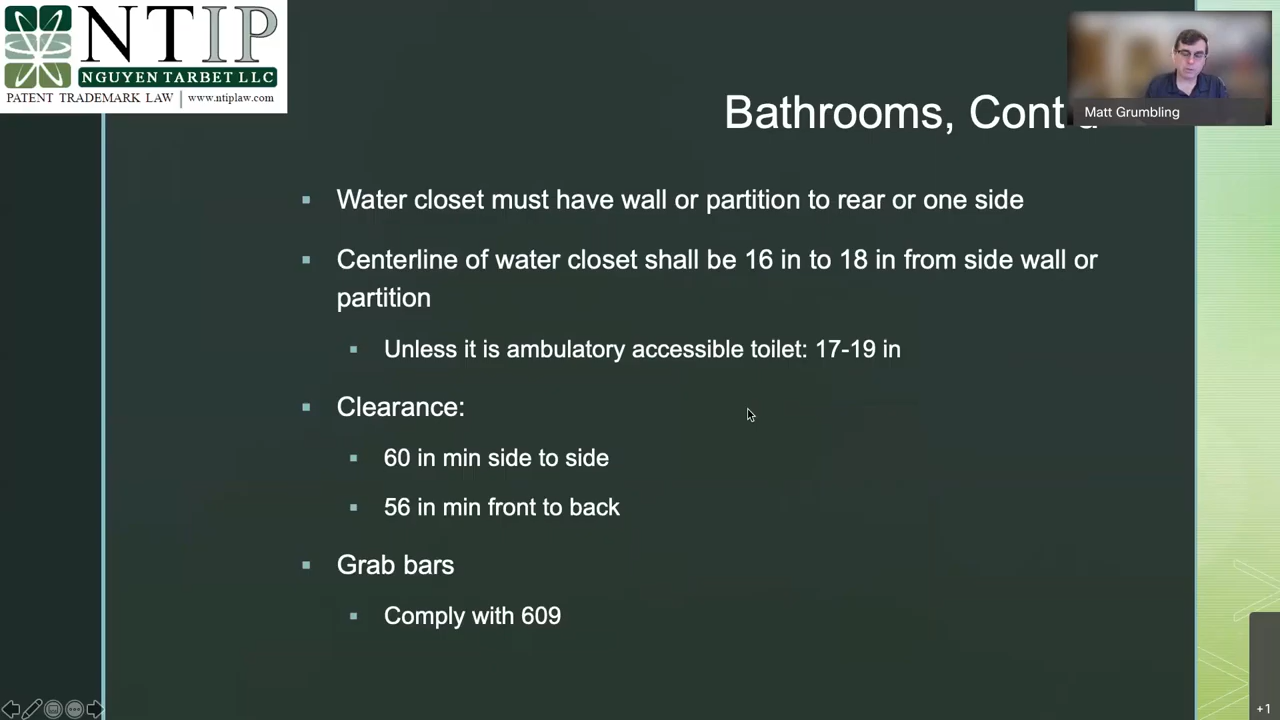 NTIP
NGUYEN TARBET LLC
PATENT TRADEMARK LAW | www.ntiplaw.com
Matt Grumbling
Bathrooms, Cont
Water closet must have wall or partition to rear or one side
Centerline of water closet shall be 16 in to 18 in from side wall or
partition
Unless it is ambulatory accessible toilet: 17-19 in
Clearance:
60 in min side to side
56 in min front to back
Grab bars
Comply with 609
+1